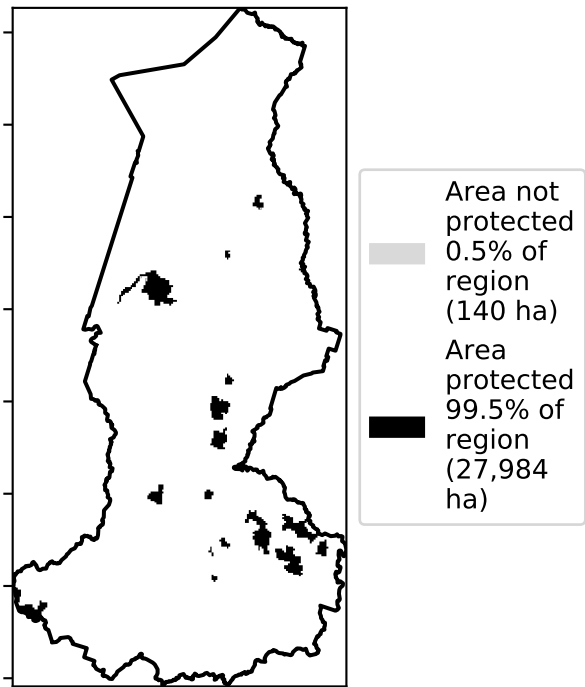 Area not
protected
0.5% of
region
(140 ha)
Area
protected
99.5% of
region
(27,984
ha)